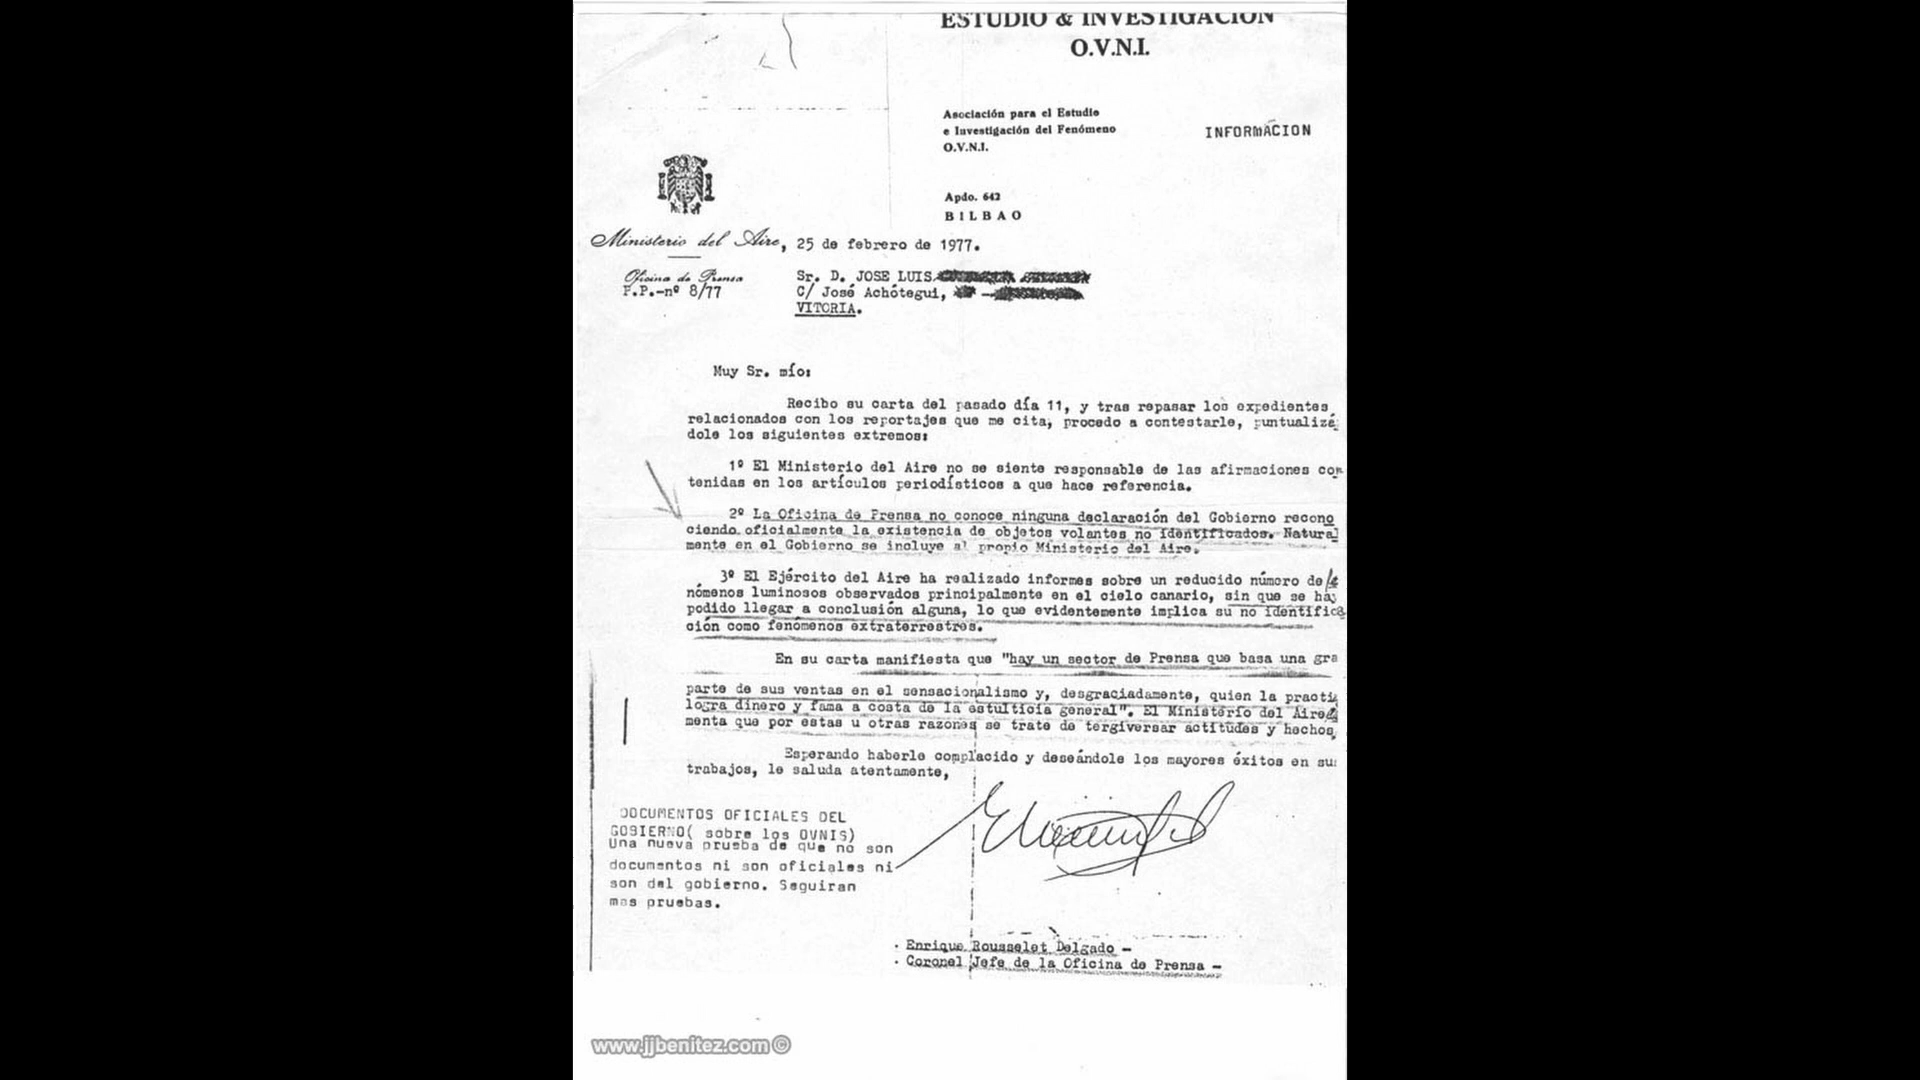 ESTUDIO & INVESTIGACION
O.V.N.I.
Asociación para el Estudio
e Investigación del Fenómeno
O.V.N.I.
INFORMACION
Apdo. 642
BILBAO
Ministerio del Aire, 25 de febrero de 1977.
Oficina de Prensa
P.P.-nº 8/77
Sr. D. JOSE LUIS
C/ José Achótegui,
VITORIA.
Muy Sr. mío:
Recibo su carta del pasado día 11, y tras repasar los expedientes
relacionados con los reportajes que me cita, procedo a contestarle, puntualizá
dole los siguientes extremos:
1º El Ministerio del Aire no se siente responsable de las afirmaciones con
tenidas en los artículos periodísticos a que hace referencia.
2º La Oficina de Prensa no conoce ninguna declaración del Gobierno recono
ciendo oficialmente la existencia de objetos volantes no identificados. Natural
mente en el Gobierno se incluye al propio Ministerio del Aire.
3º El Ejército del Aire ha realizado informes sobre un reducido número de fe
nómenos luminosos observados principalmente en el cielo canario, sin que se hay
podido llegar a conclusión alguna, lo que evidentemente implica su no identifica
ción como fenómenos extraterrestres.
En su carta manifiesta que "hay un sector de Prensa que basa una gra
parte de sus ventas en el sensacionalismo y, desgraciadamente, quien la practi
logra dinero y fama a costa de la estulticia general". El Ministerio del Aire
menta que por estas u otras razones se trate de tergiversar actitudes y hechos.
Esperando haberle complacido y deseándole los mayores éxitos en sus
trabajos, le saluda atentamente,
DOCUMENTOS OFICIALES DEL
GOBIERNO( sobre los OVNIS)
Una nueva prueba de que no son
documentos ni son oficiales ni
son del gobierno. Seguiran
mas pruebas.
Enrique Rousselet Delgado -
Coronel Jefe de la Oficina de Prensa -
www.jjbenitez.com ©